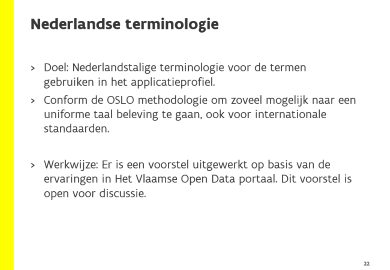 Nederlandse terminologie
› Doel: Nederlandstalige terminologie voor de termen
gebruiken in het applicatieprofiel.
› Conform de OSLO methodologie om zoveel mogelijk naar een
uniforme taal beleving te gaan, ook voor internationale
standaarden.
› Werkwijze: Er is een voorstel uitgewerkt op basis van de
ervaringen in Het Vlaamse Open Data portaal. Dit voorstel is
open voor discussie.
22